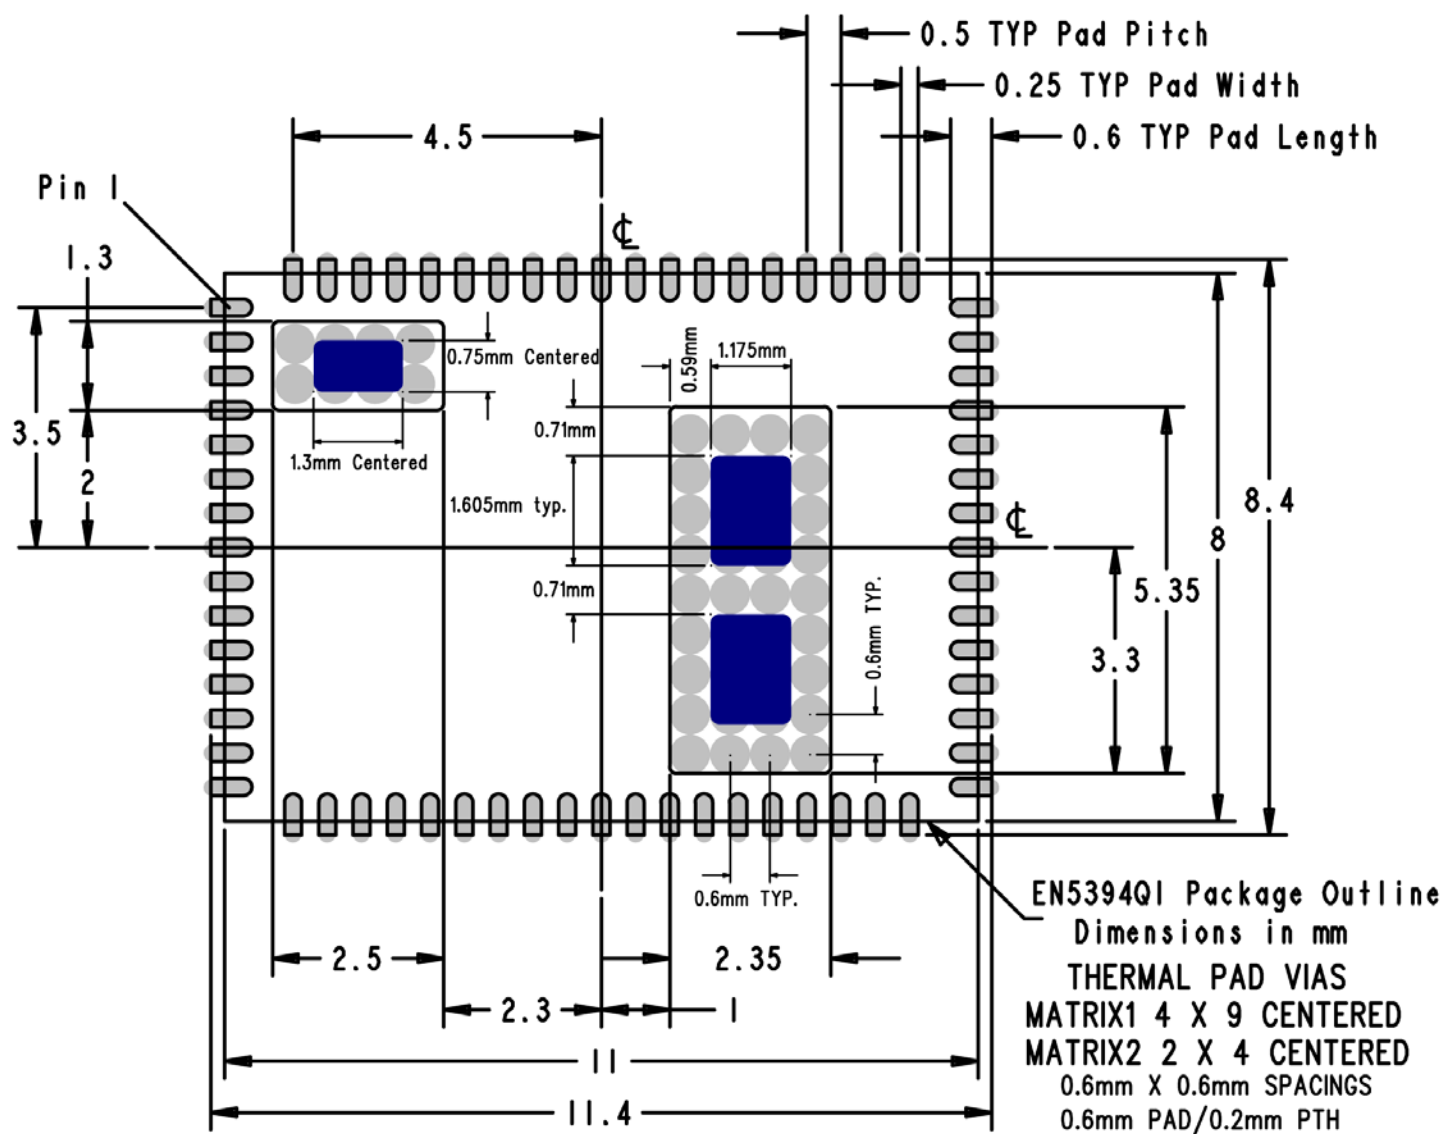 0.5 TYP Pad Pitch
0.25 TYP Pad Width
0.6 TYP Pad Length
4.5
Pin 1
℄
1.3
0.75mm Centered
0.59mm
1.175mm
3.5
0.71mm
1.3mm Centered
2
1.605mm typ.
℄
8.4
8
0.71mm
0.6mm TYP.
5.35
3.3
0.6mm TYP.
EN5394QI Package Outline
Dimensions in mm
2.5
2.35
THERMAL PAD VIAS
2.3
1
MATRIX1 4 X 9 CENTERED
MATRIX2 2 X 4 CENTERED
11
0.6mm X 0.6mm SPACINGS
11.4
0.6mm PAD/0.2mm PTH